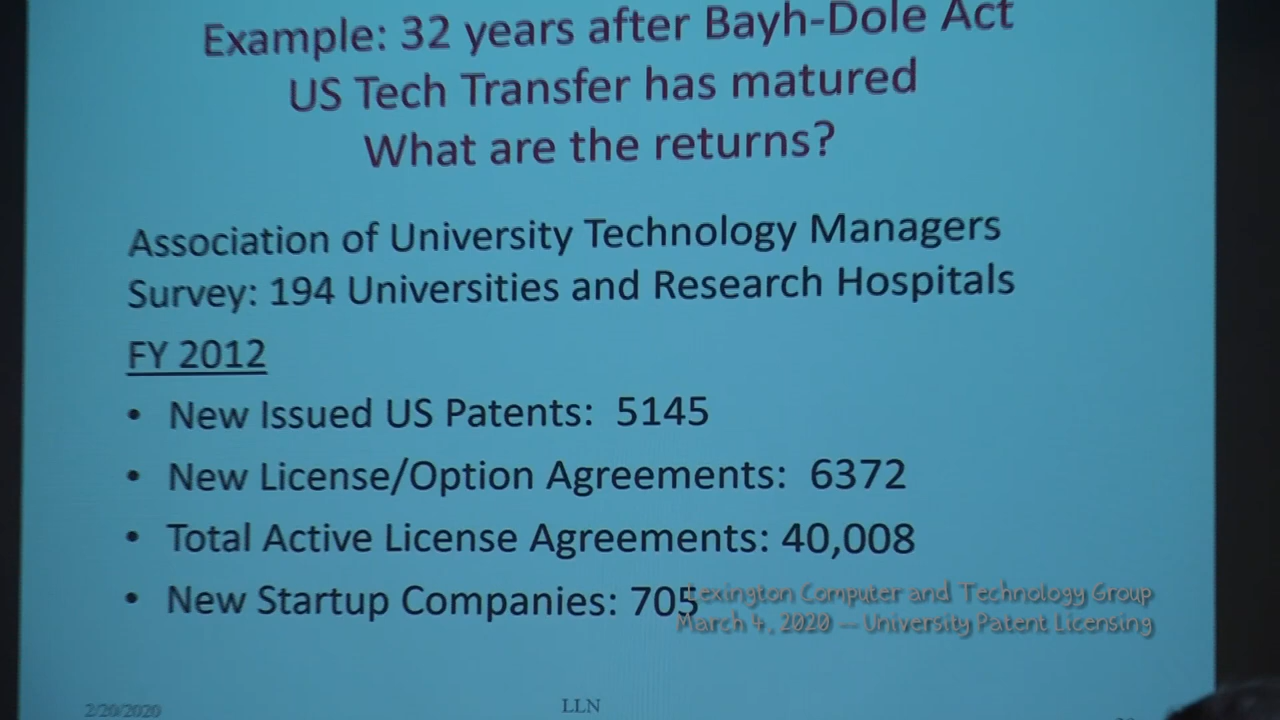 Example: 32 years after Bayh-Dole Act
US Tech Transfer has matured
What are the returns?
Association of University Technology Managers
Survey: 194 Universities and Research Hospitals
FY 2012
• New Issued US Patents: 5145
• New License/Option Agreements: 6372
• Total Active License Agreements: 40,008
• New Startup Companies: 705
Lexington Computer and Technology Group
March 4, 2020 -- University Patent Licensing
2/20/2020
LLN